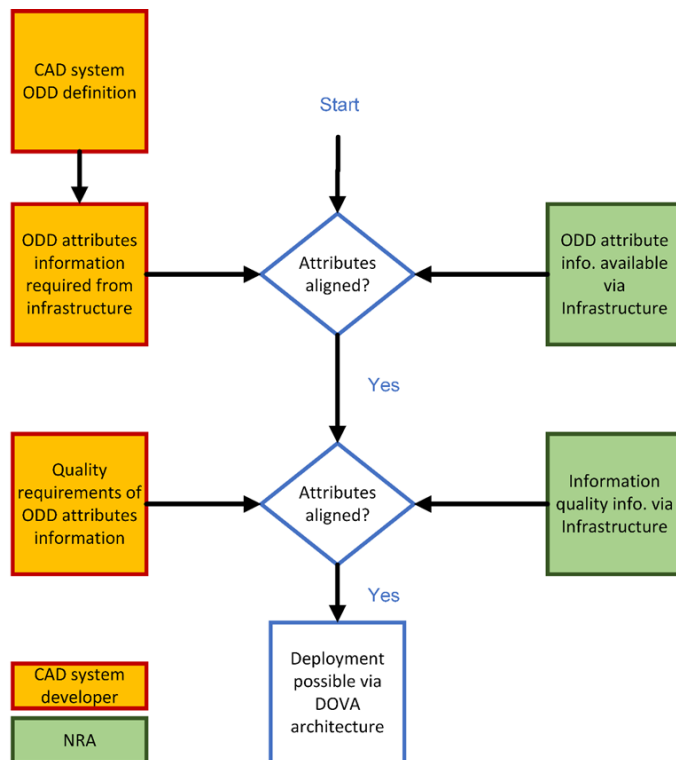 CAD system
ODD definition
Start
ODD attributes
information
required from
infrastructure
Attributes
aligned?
ODD attribute
info. available
via
Infrastructure
Yes
Quality
requirements of
ODD attributes
information
Attributes
aligned?
Information
quality info. via
Infrastructure
Yes
Deployment
possible via
DOVA
architecture
CAD system
developer
NRA